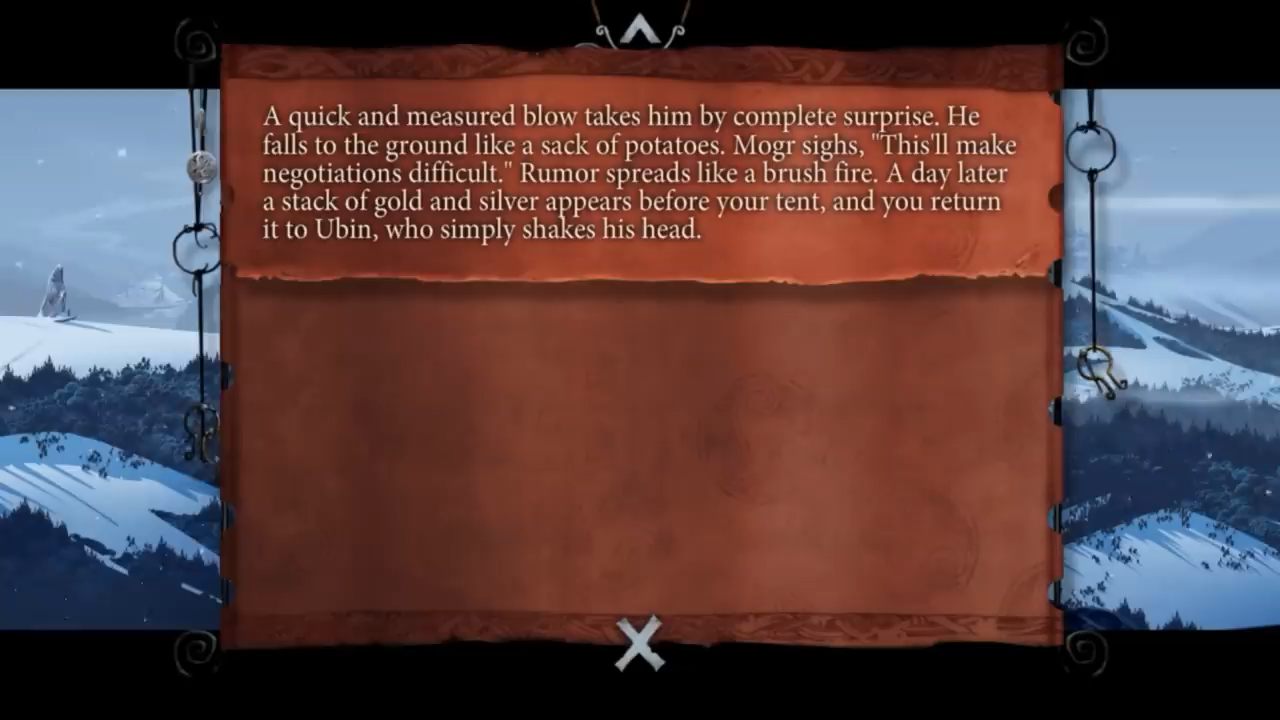 A quick and measured blow takes him by complete surprise. He
falls to the ground like a sack of potatoes. Mogr sighs, "This'll make
negotiations difficult." Rumor spreads like a brush fire. A day later
a stack of gold and silver appears before your tent, and you return
it to Ubin, who simply shakes his head.